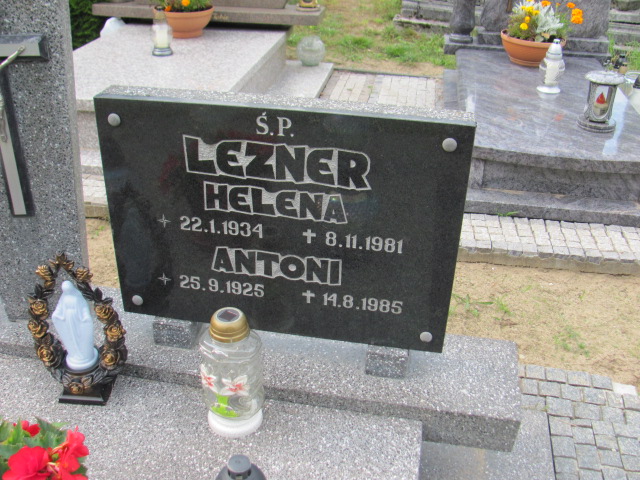 Ś.P.
LEZNER
HELENA
22.1.1934 ✝ 8.11.1981
ANTONI
25.9.1925 ✝ 14.8.1985